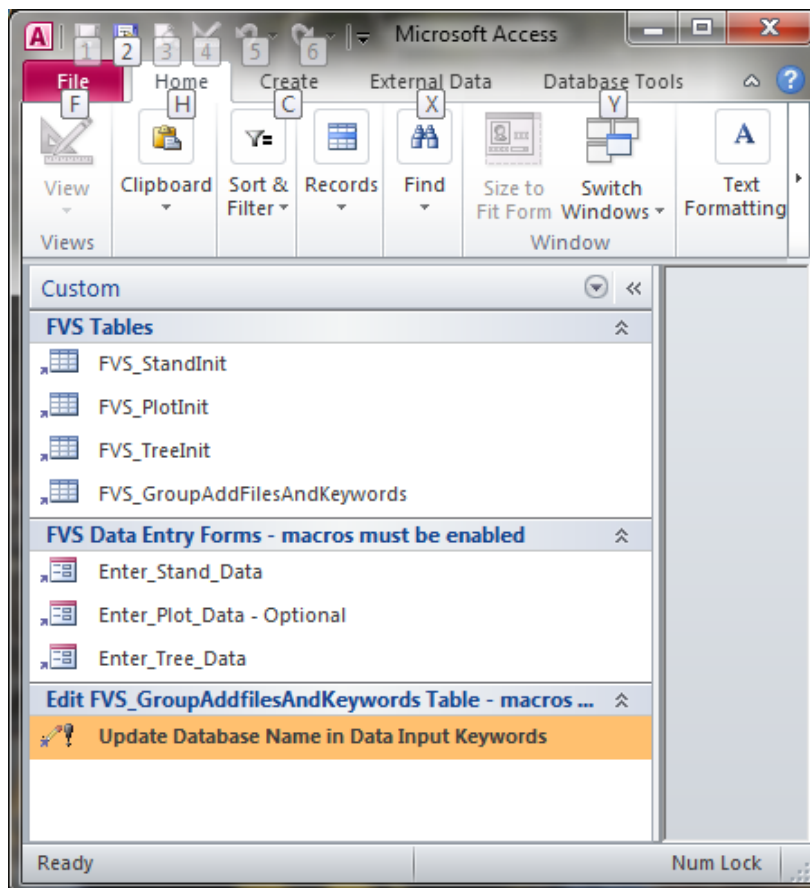 A Microsoft Access
1 2 3 4 5 6
File Home Create External Data Database Tools
F H C X Y
View Clipboard Sort & Filter Records Find Size to Fit Form Switch Windows Text Formatting
Views Window
Custom
FVS Tables
FVS_StandInit
FVS_PlotInit
FVS_TreeInit
FVS_GroupAddFilesAndKeywords
FVS Data Entry Forms - macros must be enabled
Enter_Stand_Data
Enter_Plot_Data - Optional
Enter_Tree_Data
Edit FVS_GroupAddfilesAndKeywords Table - macros ...
Update Database Name in Data Input Keywords
Ready Num Lock